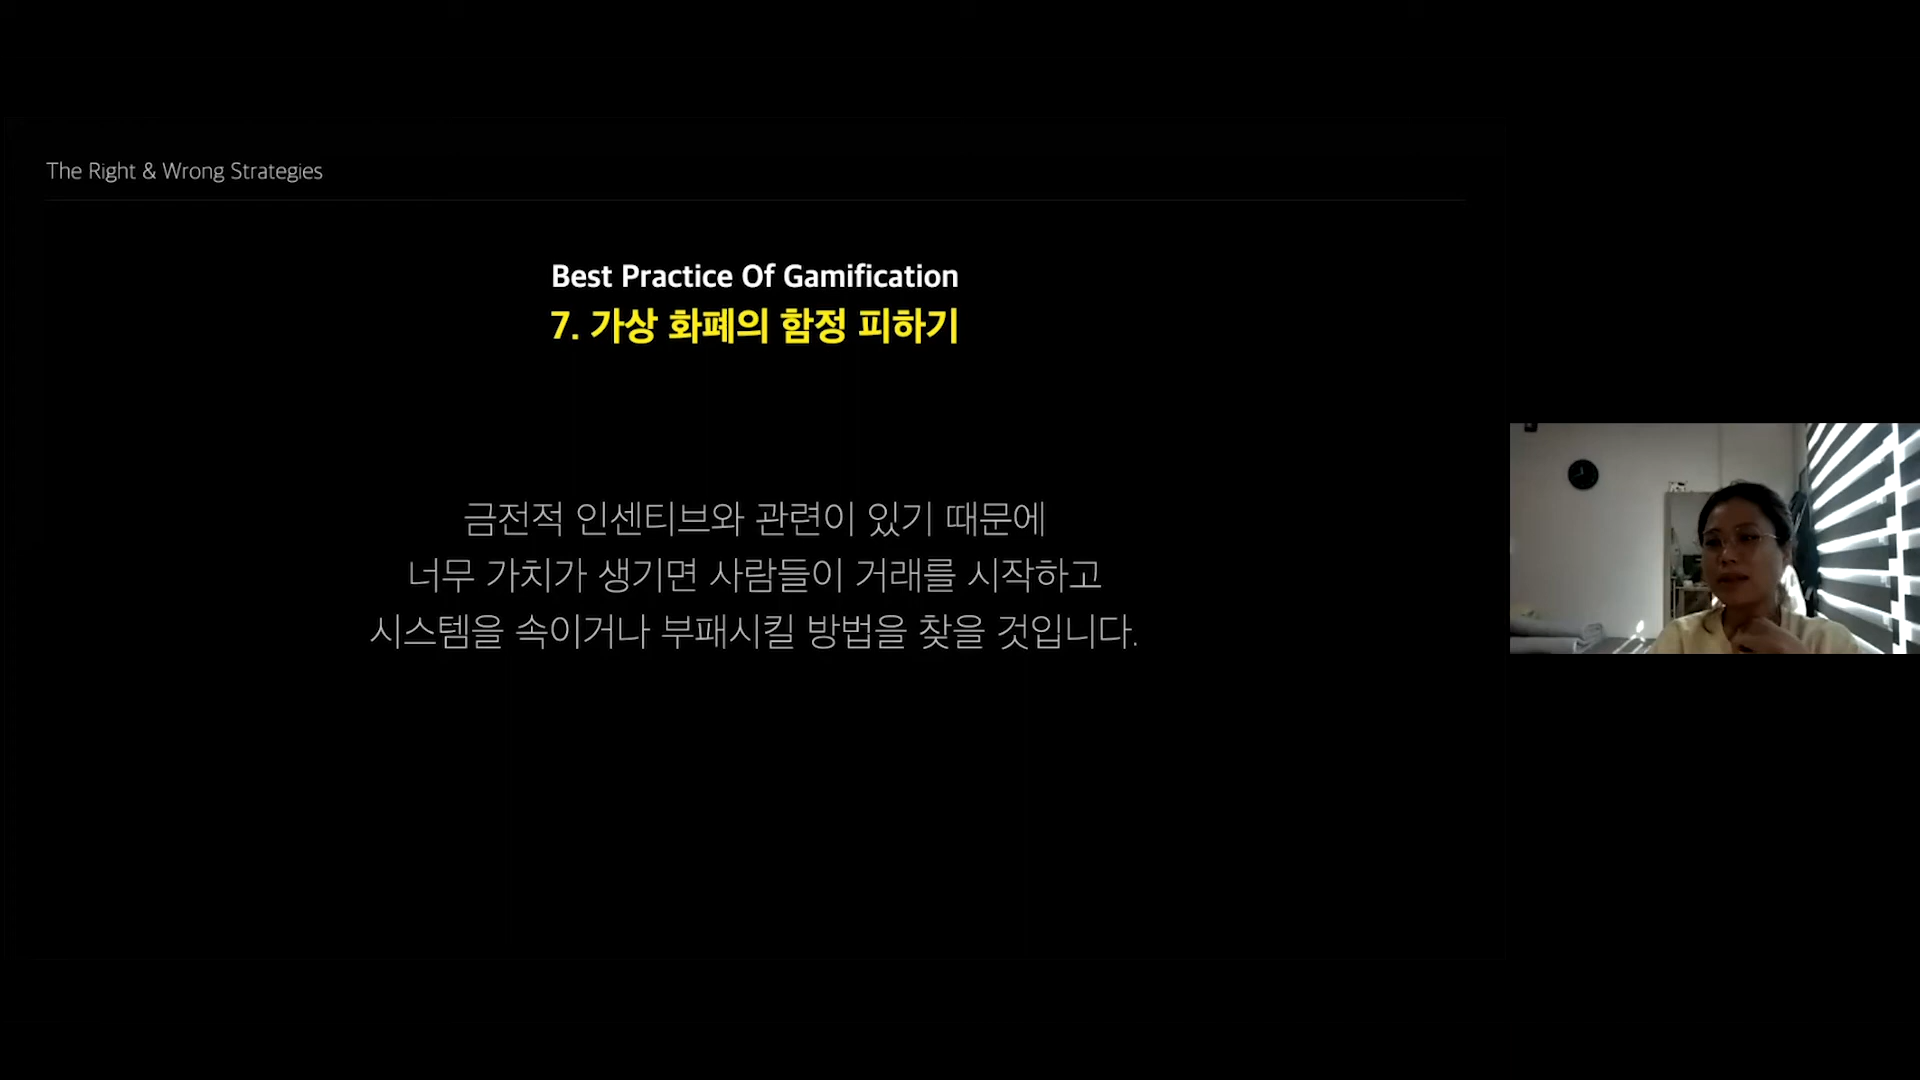 The Right & Wrong Strategies
Best Practice Of Gamification
7. 가상 화폐의 함정 피하기
금전적 인센티브와 관련이 있기 때문에
너무 가치가 생기면 사람들이 거래를 시작하고
시스템을 속이거나 부패시킬 방법을 찾을 것입니다.